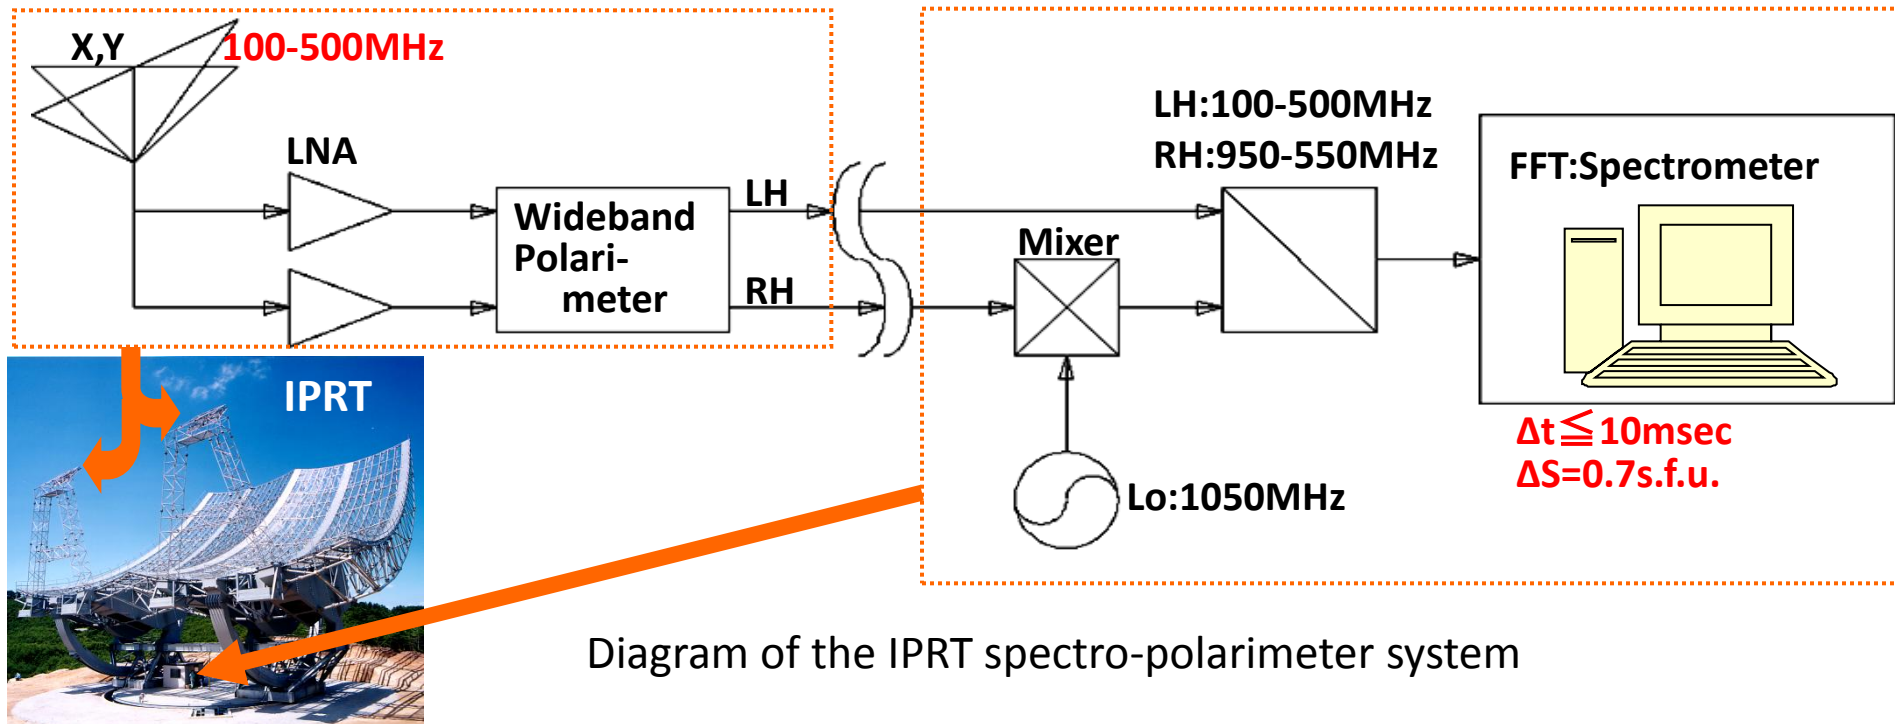 X,Y
100-500MHz
LNA
Wideband
Polari-
meter
LH
RH
Mixer
Lo:1050MHz
LH:100-500MHz
RH:950-550MHz
FFT:Spectrometer
Δt≦10msec
ΔS=0.7s.f.u.
IPRT
Diagram of the IPRT spectro-polarimeter system